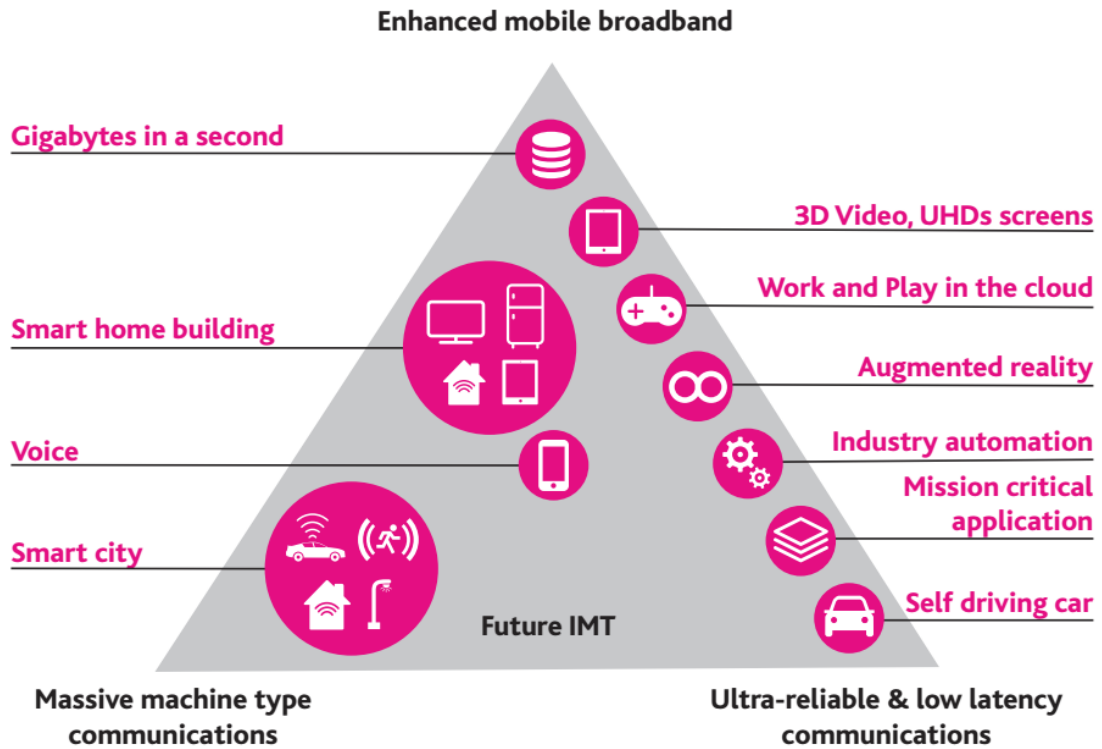 Enhanced mobile broadband
Gigabytes in a second
3D Video, UHDs screens
Work and Play in the cloud
Smart home building
Augmented reality
Voice
Industry automation
Mission critical
application
Smart city
Self driving car
Future IMT
Massive machine type
communications
Ultra-reliable & low latency
communications